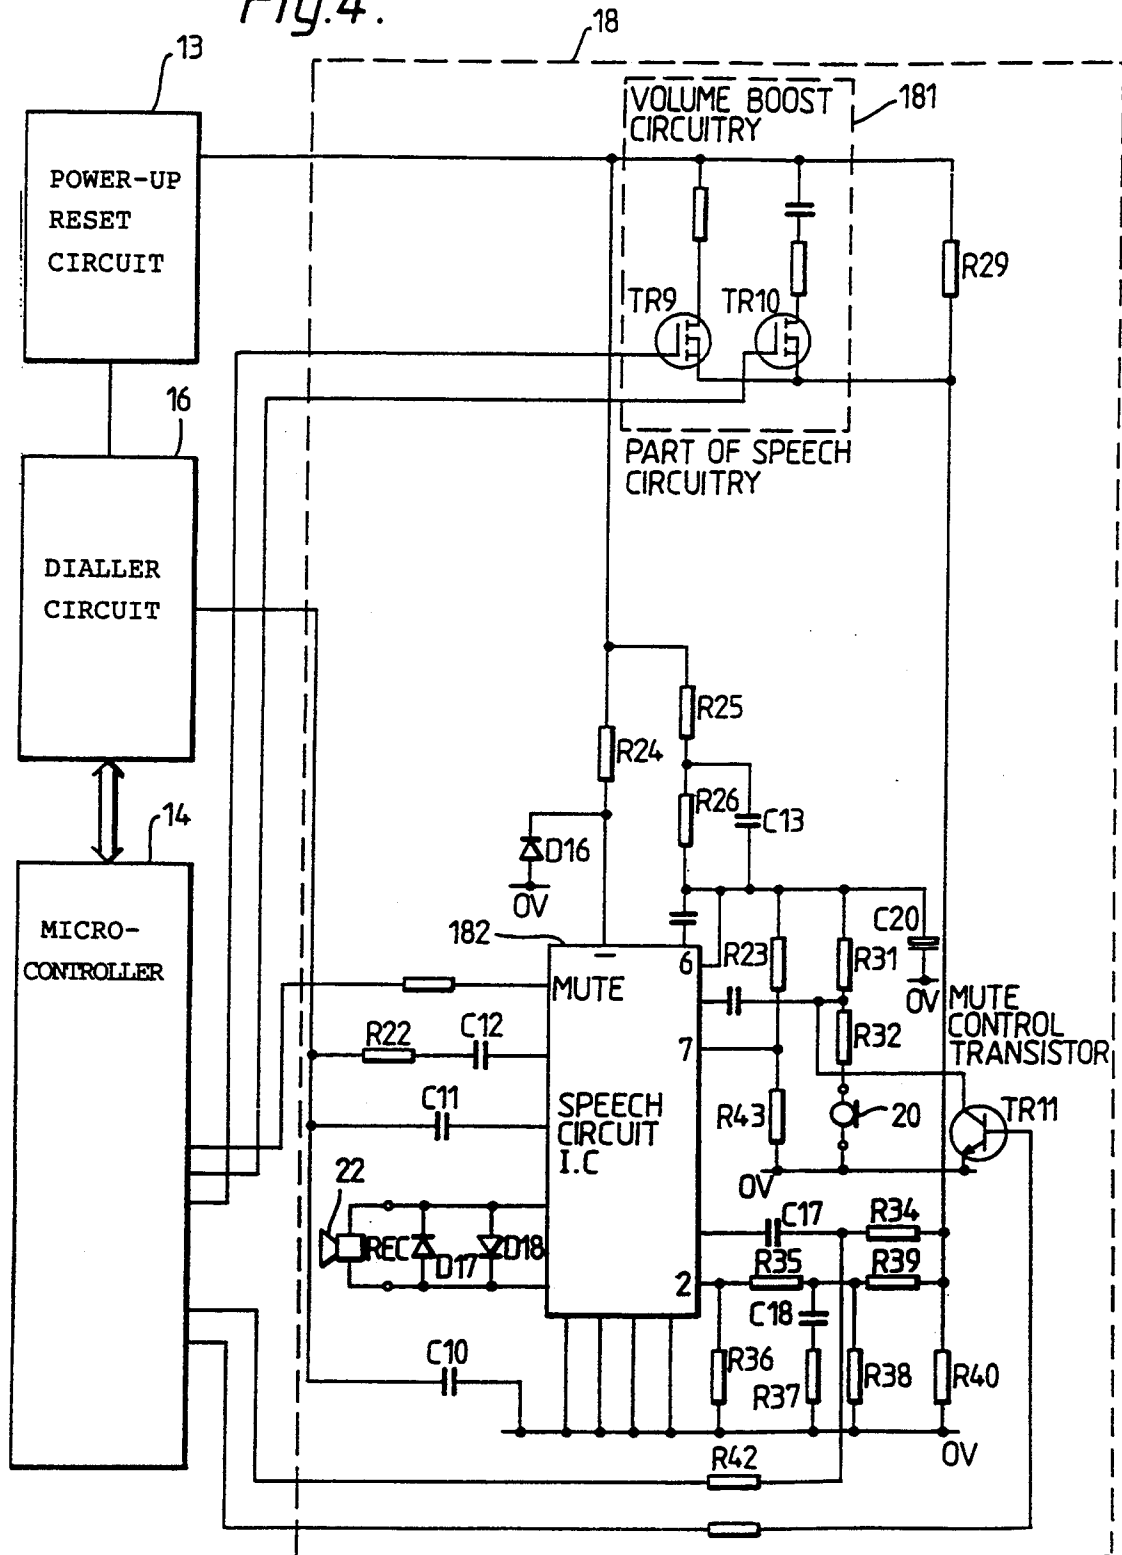 Fig.4.
18
13
181
VOLUME BOOST
CIRCUITRY
POWER-UP
RESET
CIRCUIT
R29
TR9
TR10
16
PART OF SPEECH
CIRCUITRY
DIALLER
CIRCUIT
R25
R24
R26
C13
14
D16
0V
MICRO-
CONTROLLER
182
C20
6
R23
R31
MUTE
0V
MUTE
CONTROL
TRANSISTOR
R22
C12
7
R32
C11
SPEECH
CIRCUIT
I.C
R43
20
TR11
22
0V
REC
D17
D18
C17
R34
R35
R39
2
C18
C10
R36
R37
R38
R40
0V
R42